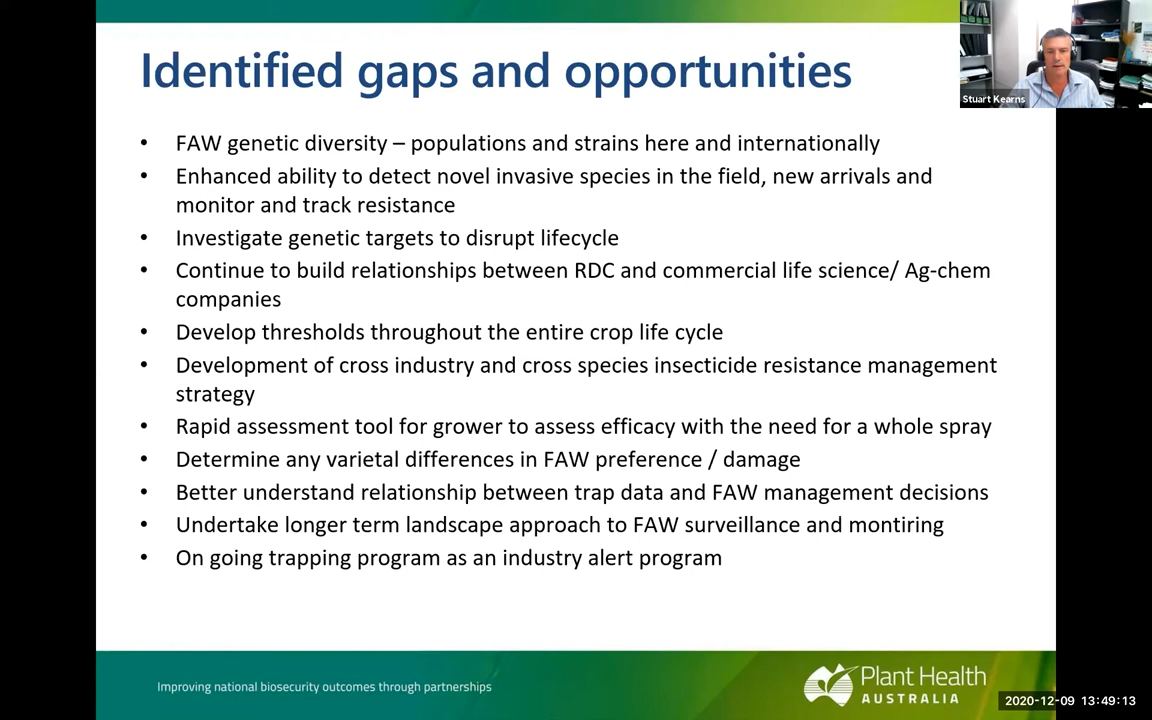 Identified gaps and opportunities
Stuart Kearns
• FAW genetic diversity – populations and strains here and internationally
• Enhanced ability to detect novel invasive species in the field, new arrivals and
monitor and track resistance
• Investigate genetic targets to disrupt lifecycle
• Continue to build relationships between RDC and commercial life science/ Ag-chem
companies
• Develop thresholds throughout the entire crop life cycle
• Development of cross industry and cross species insecticide resistance management
strategy
• Rapid assessment tool for grower to assess efficacy with the need for a whole spray
• Determine any varietal differences in FAW preference / damage
• Better understand relationship between trap data and FAW management decisions
• Undertake longer term landscape approach to FAW surveillance and montiring
• On going trapping program as an industry alert program
Improving national biosecurity outcomes through partnerships
Plant Health
AUSTRALIA
2020-12-09 13:49:13